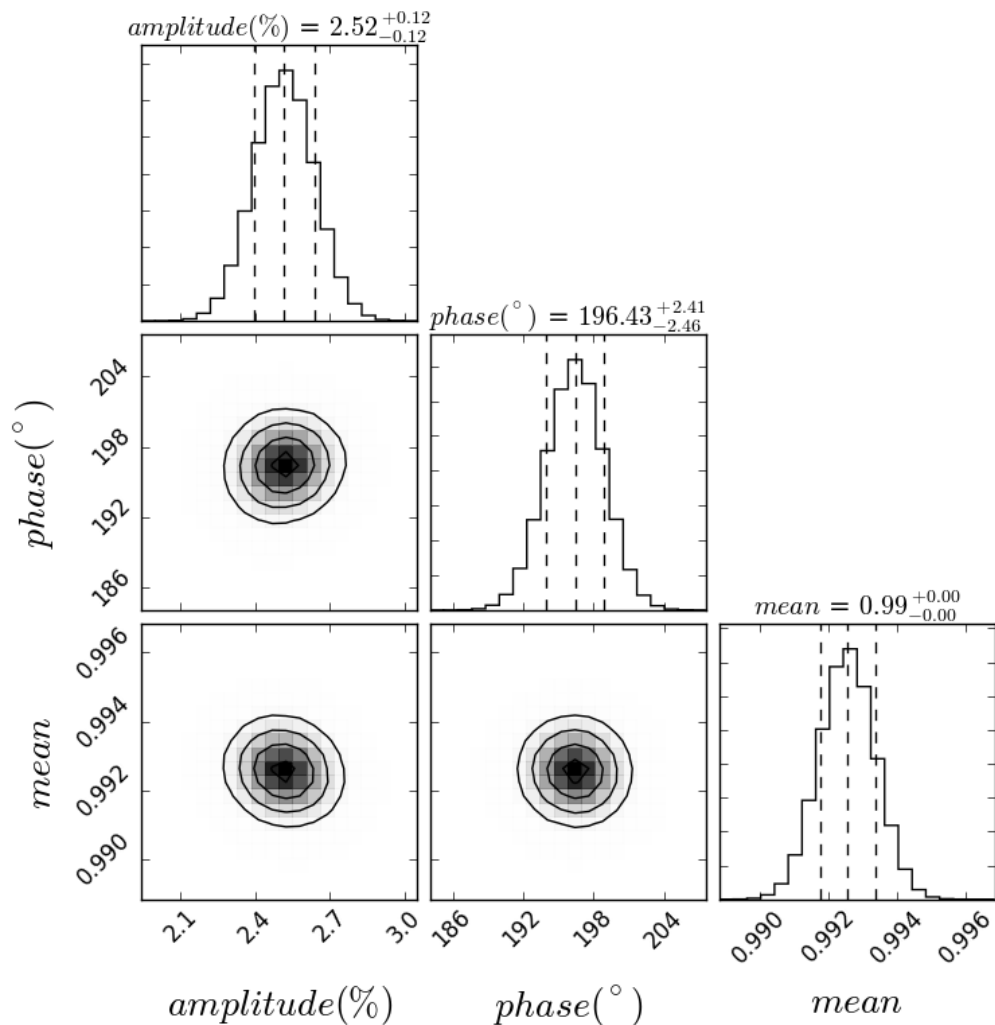 amplitude(%) = 2.52 +0.12 −0.12
phase(°) = 196.43 +2.41 −2.46
204
198
192
186
phase(°)
mean = 0.99 +0.00 −0.00
0.996
0.994
0.992
0.990
mean
2.1 2.4 2.7 3.0
186 192 198 204
0.990 0.992 0.994 0.996
amplitude(%) phase(°) mean